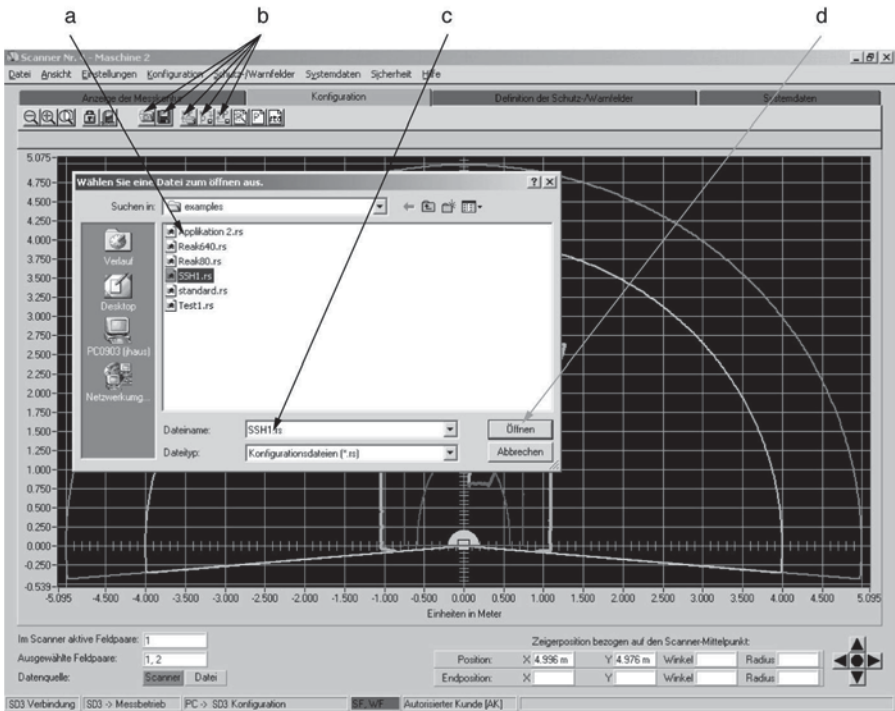 a b c d
Scanner Nr. - Maschine 2
Datei Ansicht Einstellungen Konfiguration Schutz-/Warnfelder Systemdaten Sicherheit Hilfe
Anzeige der Messkontur Konfiguration Definition der Schutz-/Warnfelder Systemdaten
5.075
4.750
4.500
4.250
4.000
3.750
3.500
3.250
3.000
2.750
2.500
2.250
2.000
1.750
1.500
1.250
1.000
0.750
0.500
0.250
0.000
-0.250
-0.539
Wählen Sie eine Datei zum öffnen aus.
Suchen in: examples
Verlauf
Desktop
PC0903 (jhaus)
Netzwerkumg...
Applikation 2.rs
Reak640.rs
Reak80.rs
SSH1.rs
standard.rs
Test1.rs
Dateiname: SSH1.rs Öffnen
Dateityp: Konfigurationsdateien (*.rs) Abbrechen
-5.095 -4.500 -4.000 -3.500 -3.000 -2.500 -2.000 -1.500 -1.000 -0.500 0.000 0.500 1.000 1.500 2.000 2.500 3.000 3.500 4.000 4.500 5.095
Einheiten in Meter
Im Scanner aktive Feldpaare: 1
Ausgewählte Feldpaare: 1, 2
Datenquelle: Scanner Datei
Zeigerposition bezogen auf den Scanner-Mittelpunkt:
Position: X 4.996 m Y 4.976 m Winkel Radius
Endposition: X Y Winkel Radius
SD3 Verbindung SD3 -> Messbetrieb PC -> SD3 Konfiguration SF, WF Autorisierter Kunde [AK]